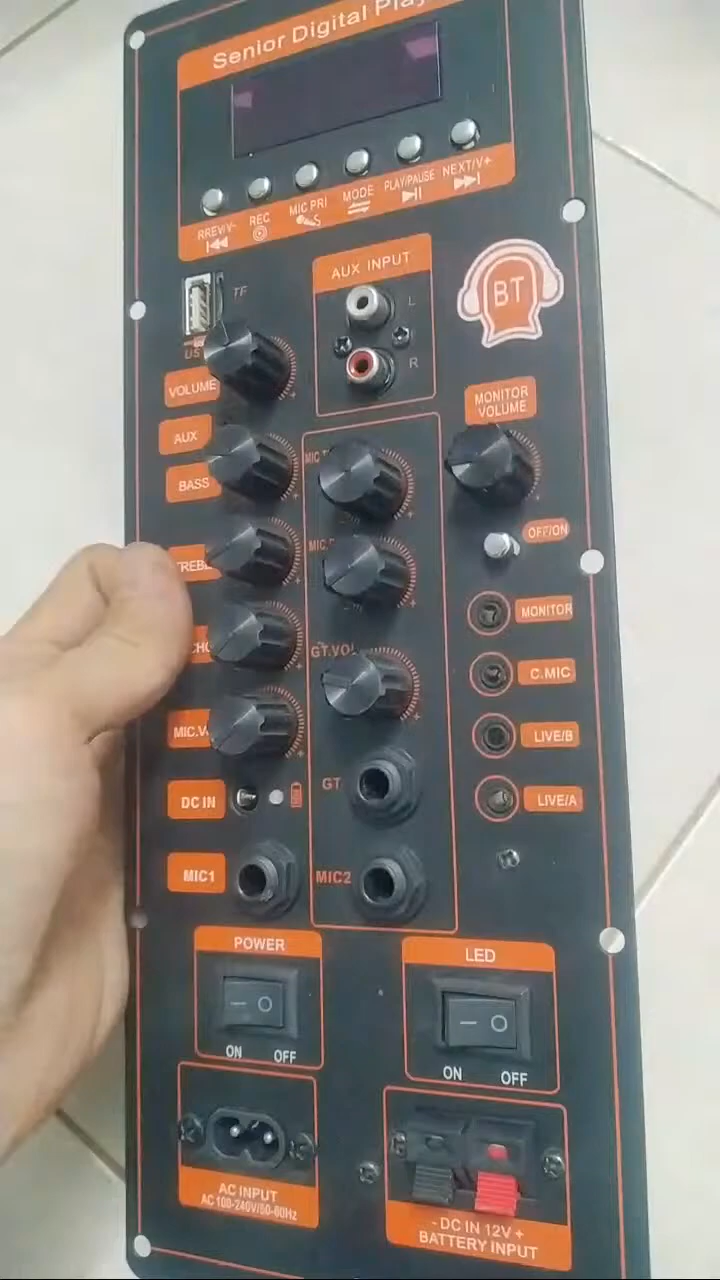 Senior Digital
RREV/V-
REC
MIC PRI
MODE
PLAY/PAUSE
NEXT/V+
TF
AUX INPUT
L
R
BT
VOLUME
AUX
BASS
MONITOR
VOLUME
OFF/ON
MONITOR
C.MIC
LIVE/B
LIVE/A
MIC
GT.VOL
GT
DC IN
MIC1
MIC2
POWER
ON OFF
LED
ON OFF
AC INPUT
AC 100-240V/50-60Hz
- DC IN 12V +
BATTERY INPUT